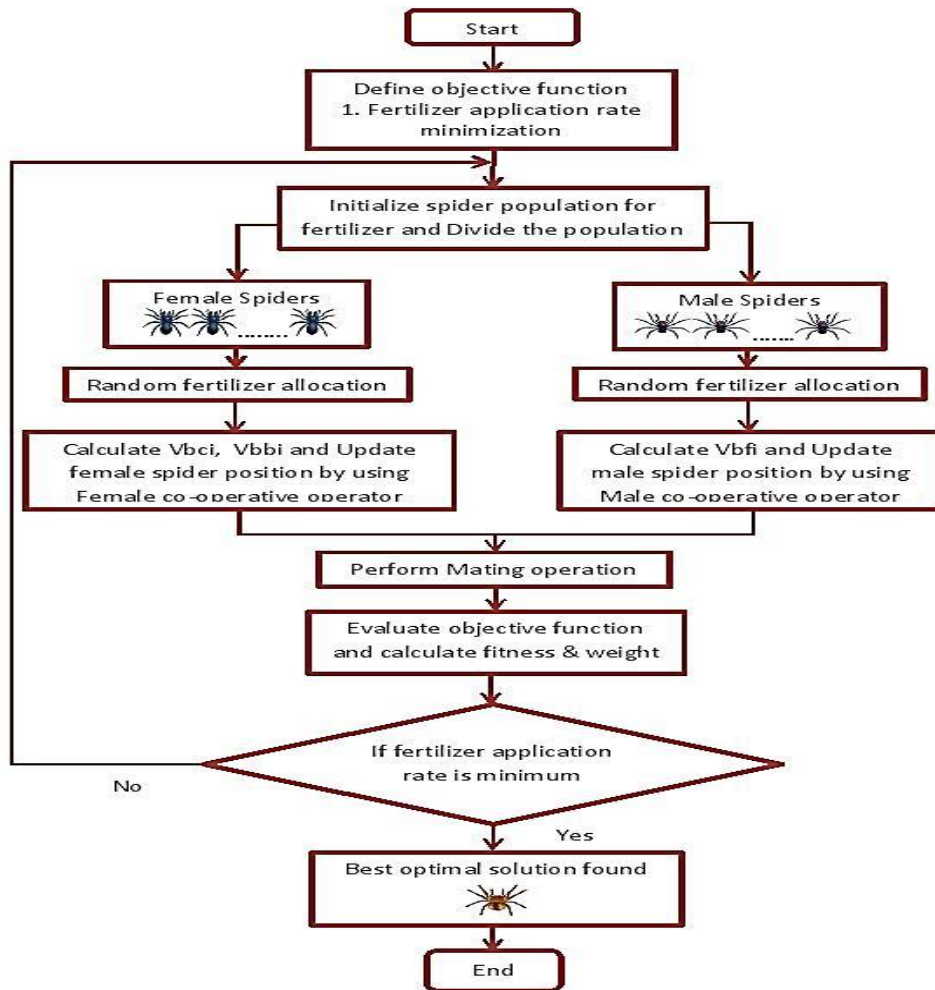 Start
Define objective function
1. Fertilizer application rate
minimization
Initialize spider population for
fertilizer and Divide the population
Female Spiders
........
Male Spiders
......
Random fertilizer allocation
Random fertilizer allocation
Calculate Vbci, Vbbi and Update
female spider position by using
Female co-operative operator
Calculate Vbfi and Update
male spider position by using
Male co-operative operator
Perform Mating operation
Evaluate objective function
and calculate fitness & weight
If fertilizer application
rate is minimum
No
Yes
Best optimal solution found
End